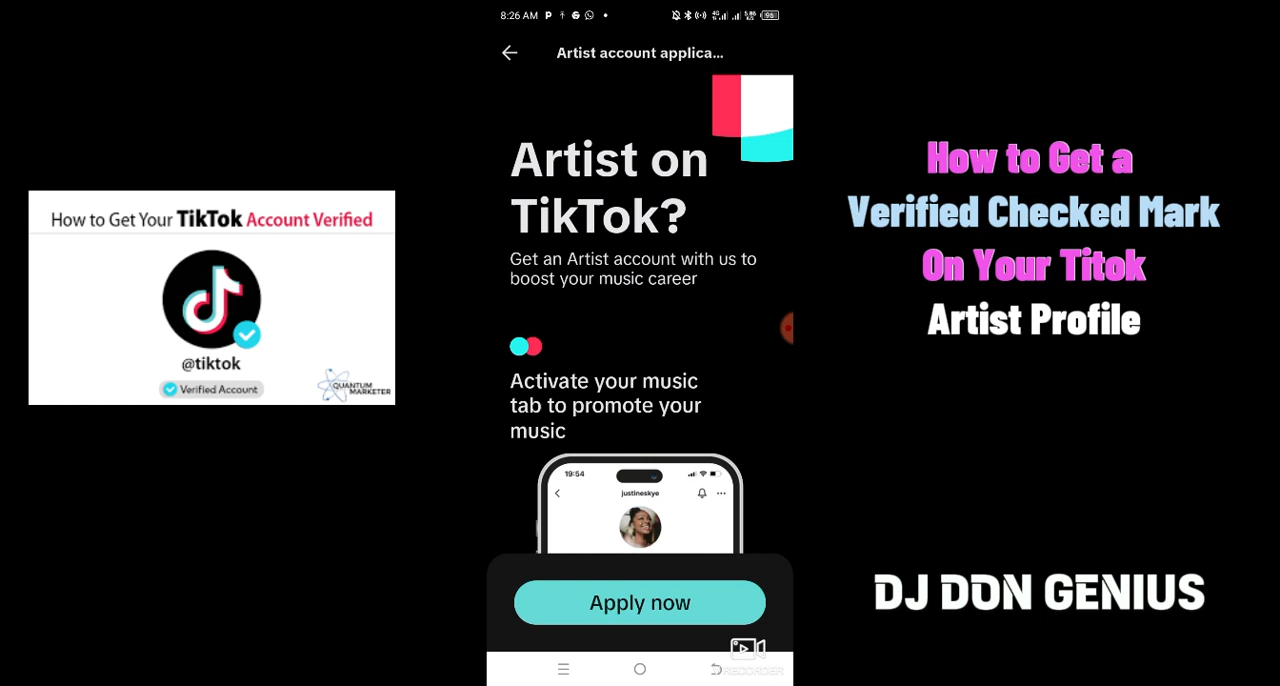 How to Get Your TikTok Account Verified
@tiktok
Verified Account
QUANTUM
MARKETER
8:26 AM
Artist account applica...
Artist on
TikTok?
Get an Artist account with us to
boost your music career
Activate your music
tab to promote your
music
19:54
justineskye
Apply now
RECORDER
How to Get a
Verified Checked Mark
On Your Titok
Artist Profile
DJ DON GENIUS